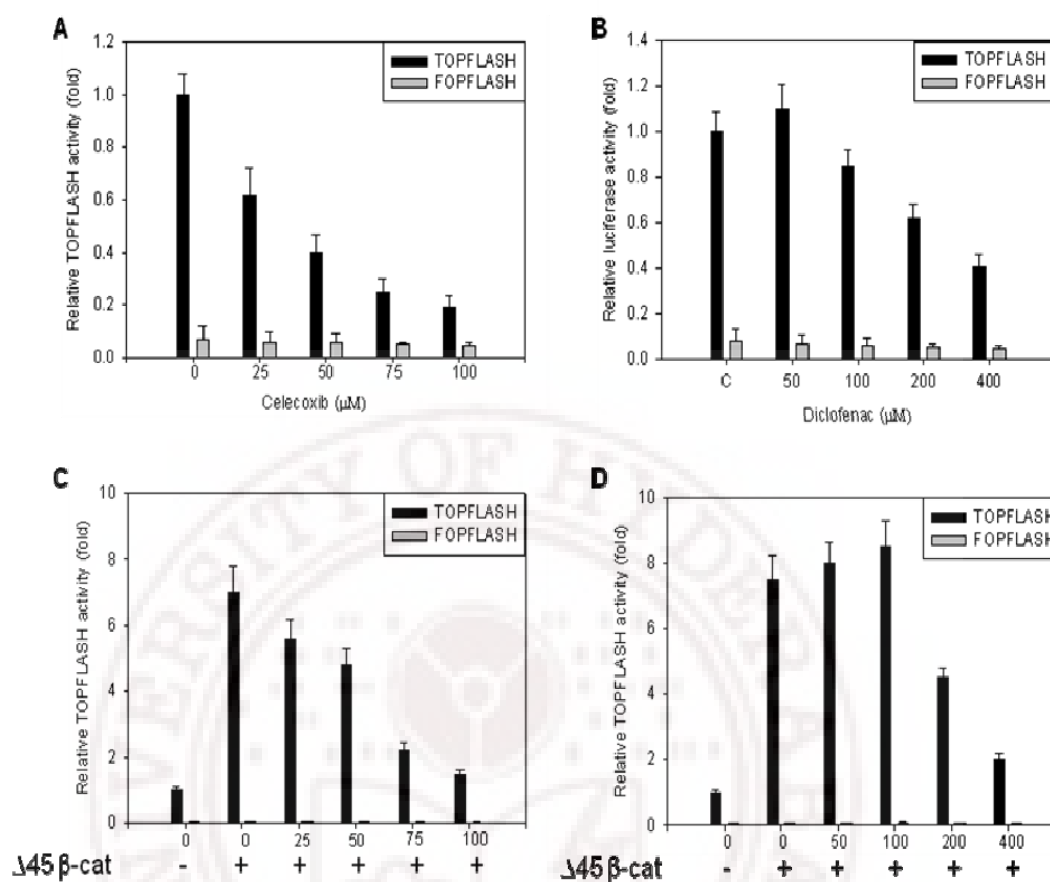 A
Relative TOPFLASH activity (fold)
1.2
1.0
0.8
0.6
0.4
0.2
0.0
TOPFLASH
FOPFLASH
0 25 50 75 100
Celecoxib (µM)
B
Relative luciferase activity (fold)
1.4
1.2
1.0
0.8
0.6
0.4
0.2
0.0
TOPFLASH
FOPFLASH
C 50 100 200 400
Diclofenac (µM)
C
Relative TOPFLASH activity (fold)
10
8
6
4
2
0
TOPFLASH
FOPFLASH
0 0 25 50 75 100
Δ45 β-cat - + + + + +
D
Relative TOPFLASH activity (fold)
10
8
6
4
2
0
TOPFLASH
FOPFLASH
0 0 50 100 200 400
Δ45 β-cat - + + + + +
UNIVERSITY OF HYDERABAD